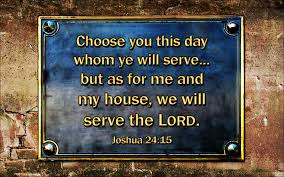 Choose you this day
whom ye will serve...
but as for me and
my house, we will
serve the LORD.
Joshua 24:15